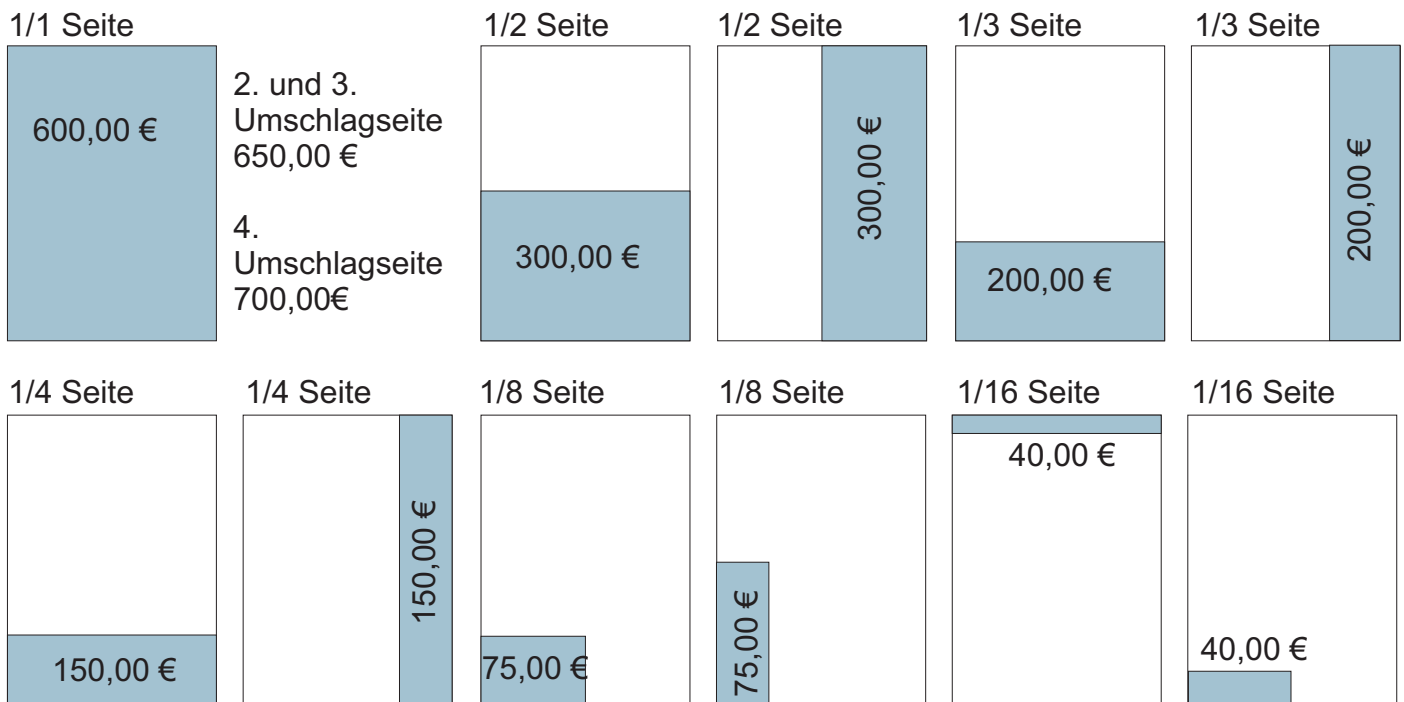 1/1 Seite
600,00 €
2. und 3.
Umschlagseite
650,00 €
4.
Umschlagseite
700,00€
1/2 Seite
300,00 €
1/2 Seite
300,00 €
1/3 Seite
200,00 €
1/3 Seite
200,00 €
1/4 Seite
150,00 €
1/4 Seite
150,00 €
1/8 Seite
75,00 €
1/8 Seite
75,00 €
1/16 Seite
40,00 €
1/16 Seite
40,00 €